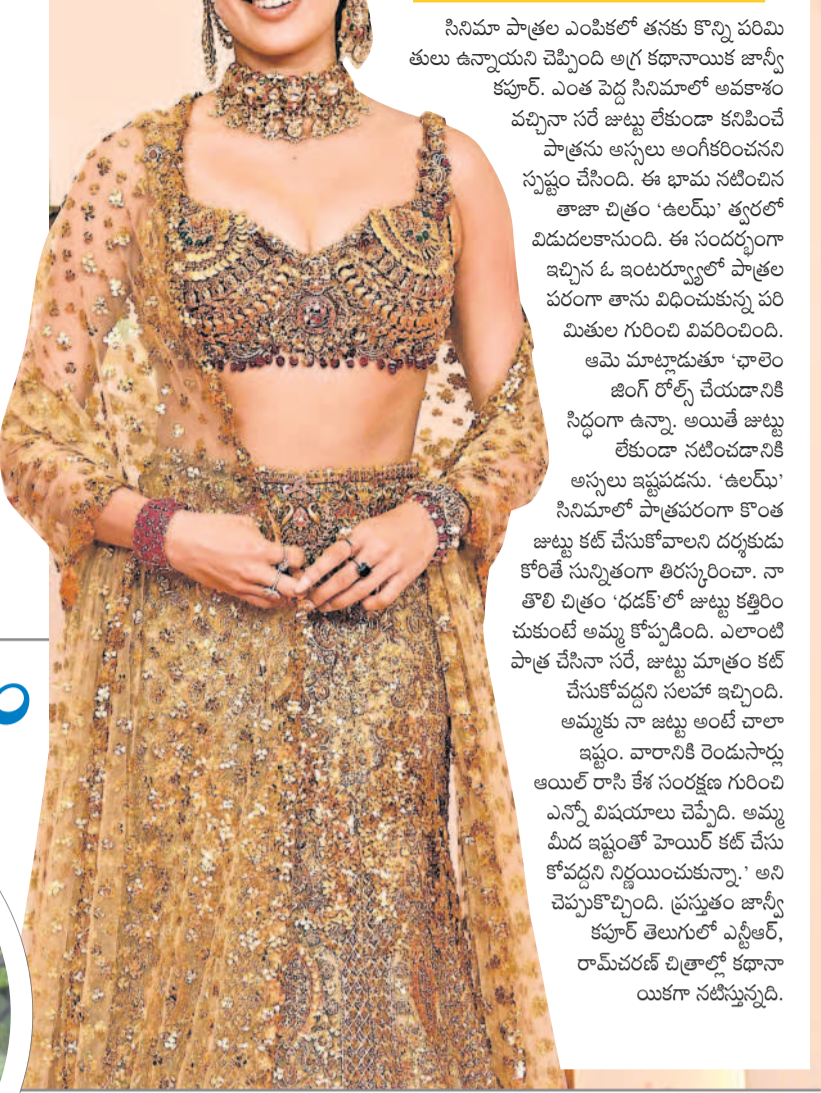 సినిమా పాత్రల ఎంపికలో తనకు కొన్ని పరిమి
తులు ఉన్నాయని చెప్పింది అగ్ర కథానాయిక జాన్వీ
కపూర్. ఎంత పెద్ద సినిమాలో అవకాశం
వచ్చినా సరే జుట్టు లేకుండా కనిపించే
పాత్రను అస్సలు అంగీకరించనని
స్పష్టం చేసింది. ఈ భామ నటించిన
తాజా చిత్రం ‘ఉలఝ్’ త్వరలో
విడుదలకానుంది. ఈ సందర్భంగా
ఇచ్చిన ఓ ఇంటర్వ్యూలో పాత్రల
పరంగా తాను విధించుకున్న పరి
మితుల గురించి వివరించింది.
ఆమె మాట్లాడుతూ ‘ఛాలెం
జింగ్ రోల్స్ చేయడానికి
సిద్ధంగా ఉన్నా. అయితే జుట్టు
లేకుండా నటించడానికి
అస్సలు ఇష్టపడను. ‘ఉలఝ్’
సినిమాలో పాత్రపరంగా కొంత
జుట్టు కట్ చేసుకోవాలని దర్శకుడు
కోరితే సున్నితంగా తిరస్కరించా. నా
తొలి చిత్రం ‘ధడక్’లో జుట్టు కత్తిరిం
చుకుంటే అమ్మ కోప్పడింది. ఎలాంటి
పాత్ర చేసినా సరే, జుట్టు మాత్రం కట్
చేసుకోవద్దని సలహా ఇచ్చింది.
అమ్మకు నా జట్టు అంటే చాలా
ఇష్టం. వారానికి రెండుసార్లు
ఆయిల్ రాసి కేశ సంరక్షణ గురించి
ఎన్నో విషయాలు చెప్పేది. అమ్మ
మీద ఇష్టంతో హెయిర్ కట్ చేసు
కోవద్దని నిర్ణయించుకున్నా.’ అని
చెప్పుకొచ్చింది. ప్రస్తుతం జాన్వీ
కపూర్ తెలుగులో ఎన్టీఆర్,
రామ్‌చరణ్ చిత్రాల్లో కథానా
యికగా నటిస్తున్నది.